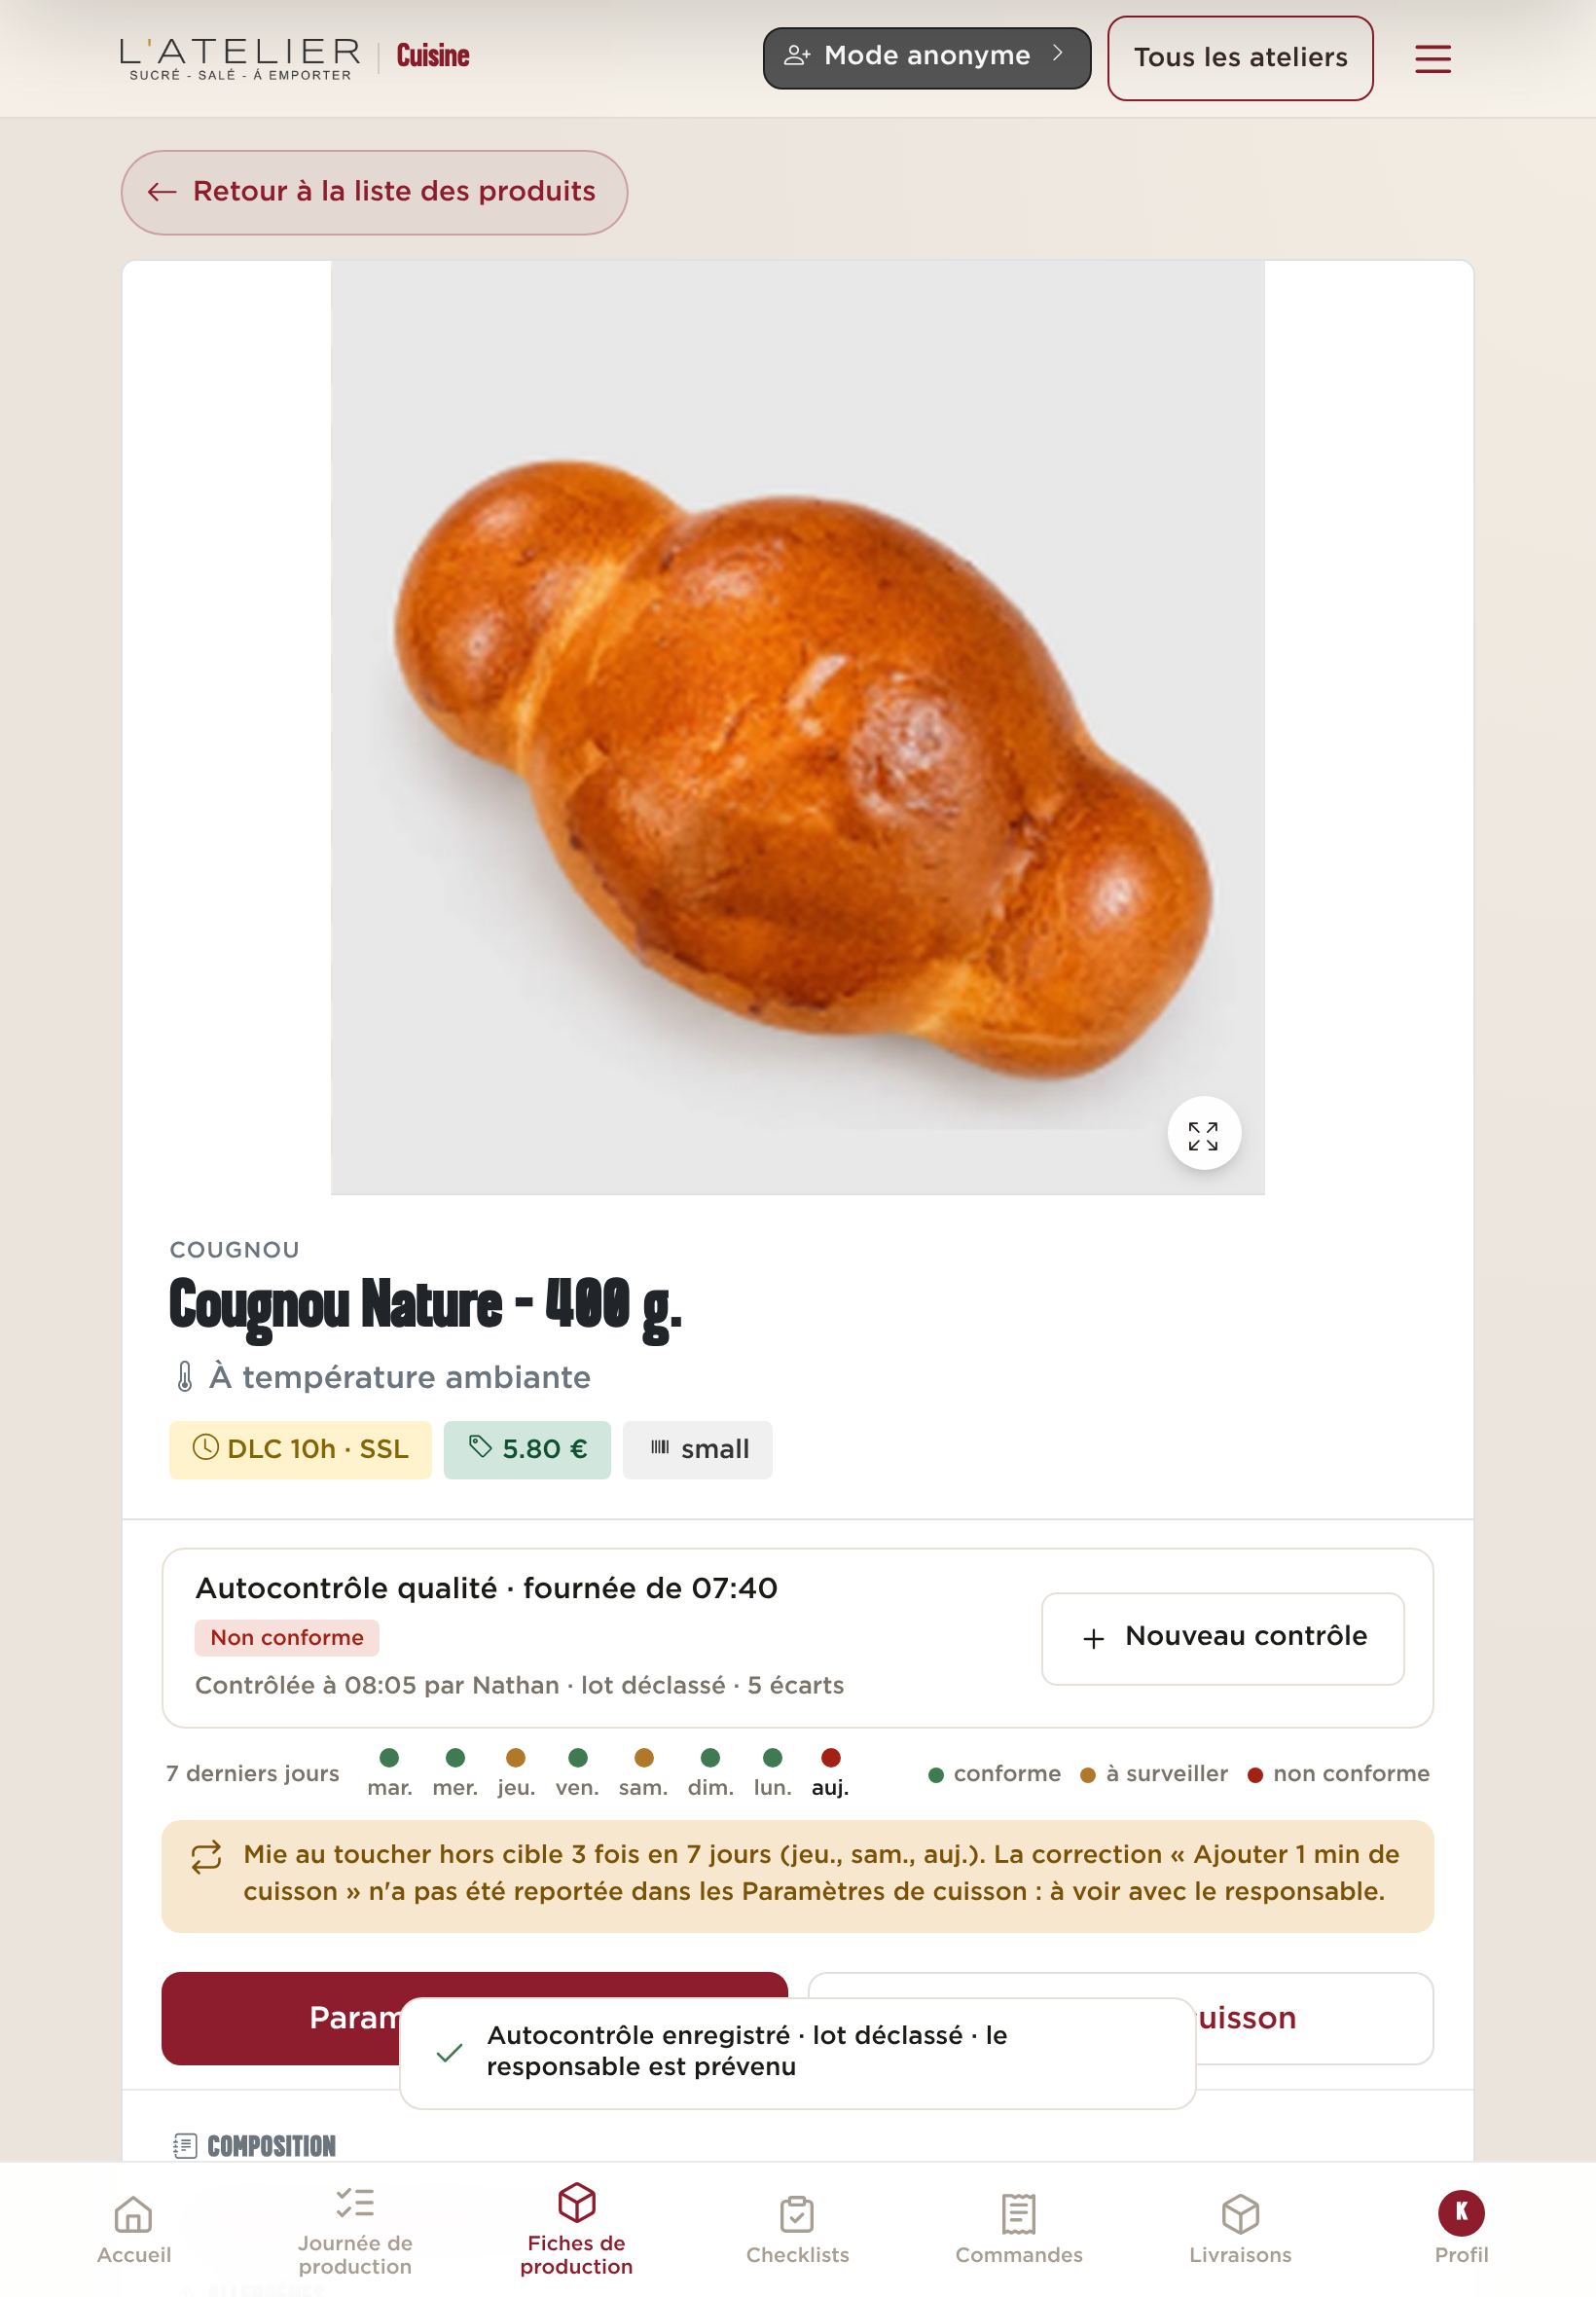 L'ATELIER
SUCRÉ - SALÉ - À EMPORTER
Cuisine
Mode anonyme
Tous les ateliers
Retour à la liste des produits
COUGNOU
Cougnou Nature - 400 g.
À température ambiante
DLC 10h · SSL
5.80 €
small
Autocontrôle qualité · fournée de 07:40
Non conforme
Contrôlée à 08:05 par Nathan · lot déclassé · 5 écarts
Nouveau contrôle
7 derniers jours
mar. mer. jeu. ven. sam. dim. lun. auj.
conforme à surveiller non conforme
Mie au toucher hors cible 3 fois en 7 jours (jeu., sam., auj.). La correction « Ajouter 1 min de
cuisson » n'a pas été reportée dans les Paramètres de cuisson : à voir avec le responsable.
Param
uisson
Autocontrôle enregistré · lot déclassé · le
responsable est prévenu
COMPOSITION
Accueil
Journée de
production
Fiches de
production
Checklists
Commandes
Livraisons
K
Profil